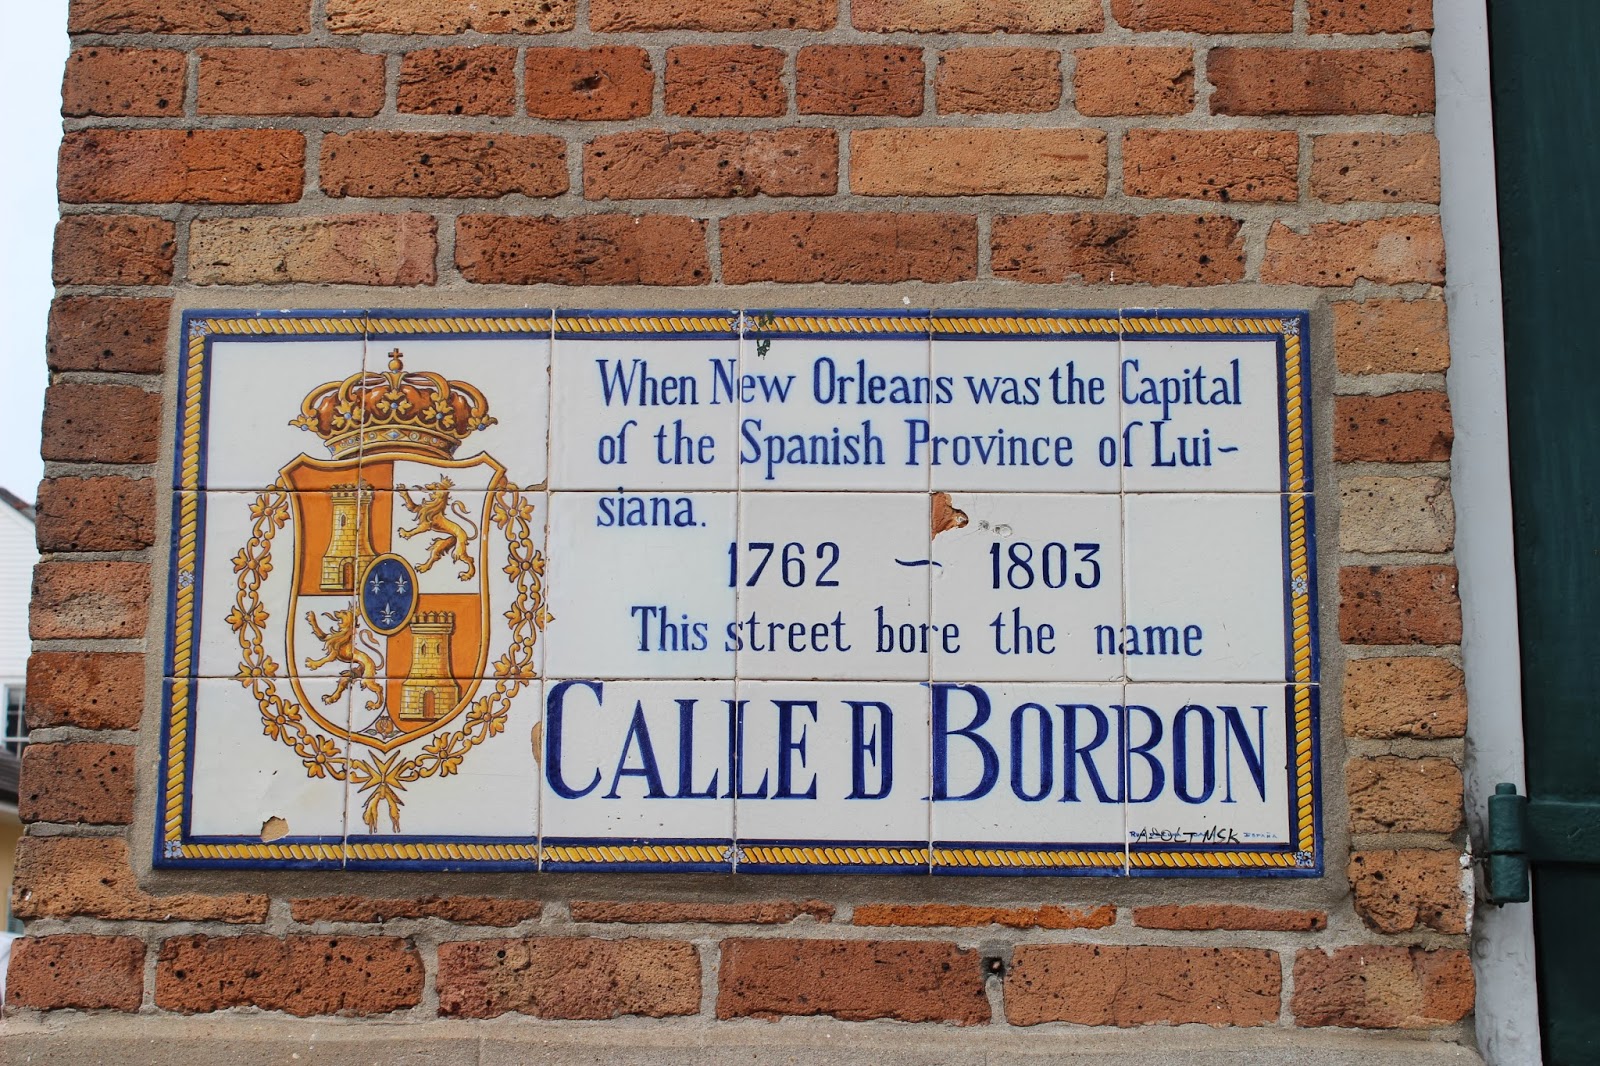 When New Orleans was the Capital
of the Spanish Province of Lui~
siana.
1762 ~ 1803
This street bore the name
CALLE DE BORBON